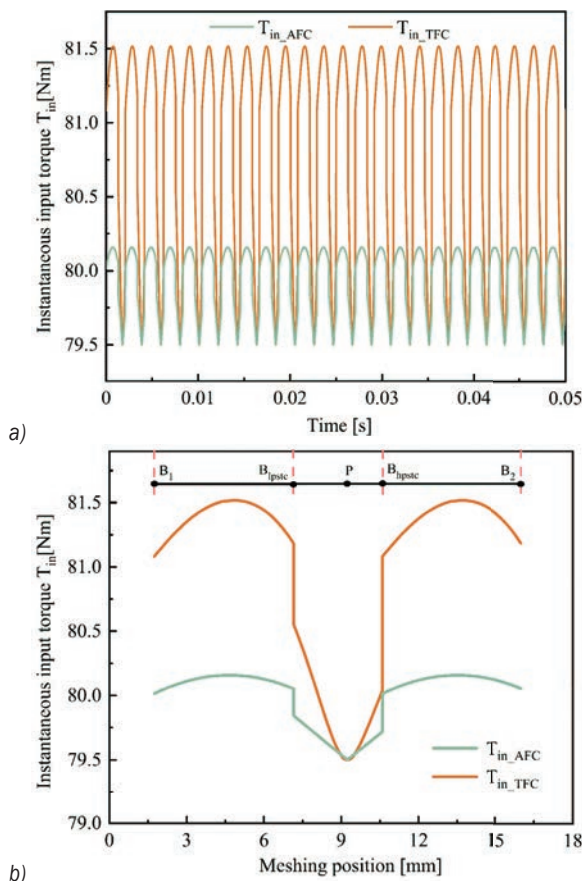 T_in_AFC T_in_TFC
Instantaneous input torque T_in[Nm]
81.5
81.0
80.5
80.0
79.5
0 0.01 0.02 0.03 0.04 0.05
Time [s]
a)
B_1 B_lpstc P B_hpstc B_2
Instantaneous input torque T_in[Nm]
81.5
81.0
80.5
80.0
79.5
79.0
T_in_AFC
T_in_TFC
0 3 6 9 12 15 18
Meshing position [mm]
b)